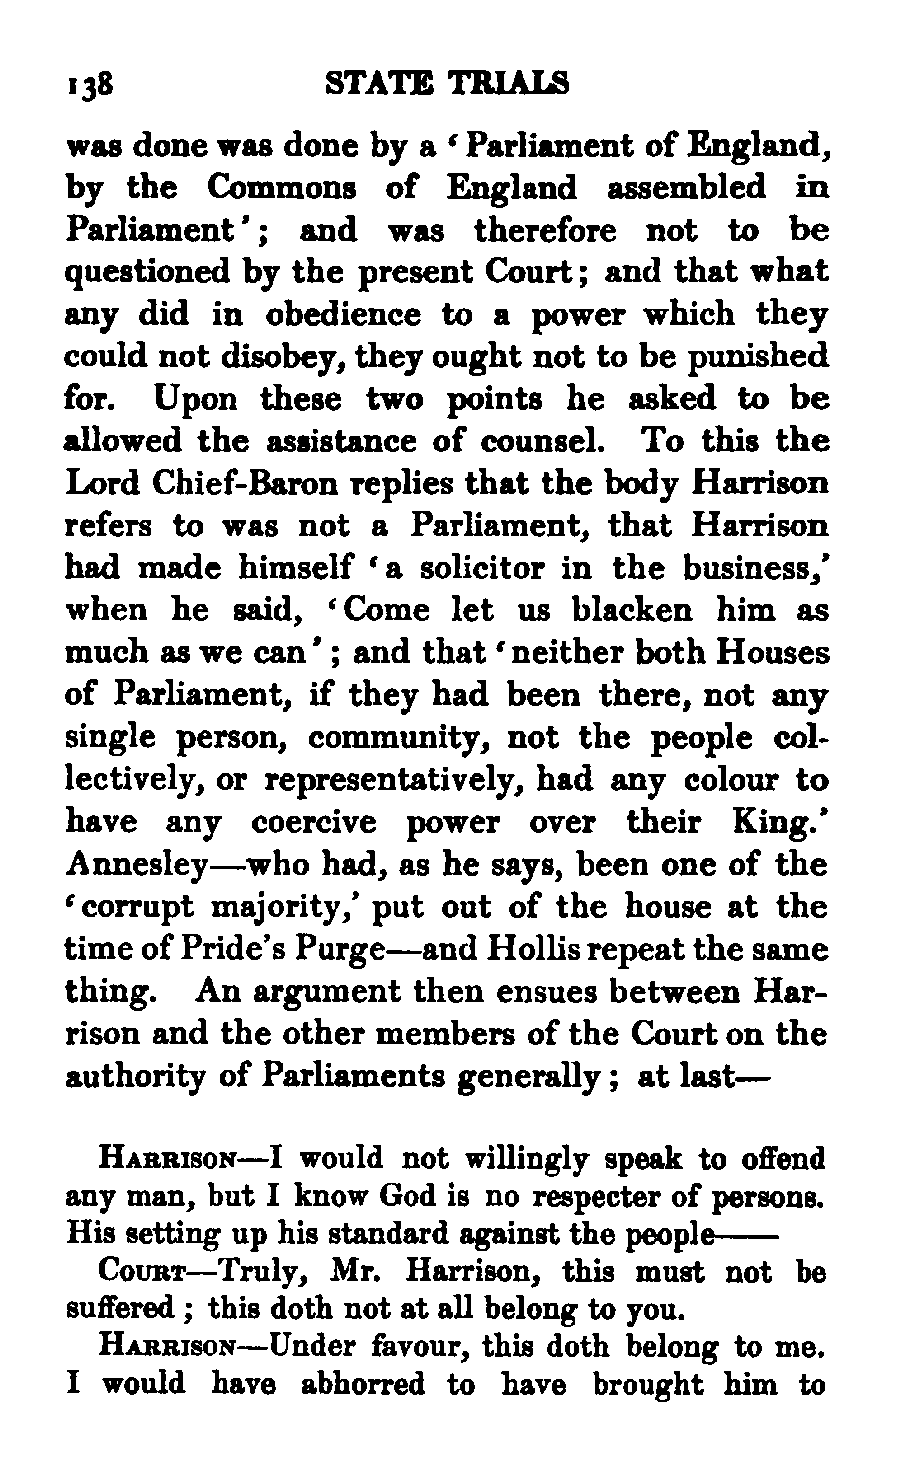 138 STATE TRIALS
was done was done by a ‘ Parliament of England,
by the Commons of England assembled in
Parliament’ ; and was therefore not to be
questioned by the present Court ; and that what
any did in obedience to a power which they
could not disobey, they ought not to be punished
for. Upon these two points he asked to be
allowed the assistance of counsel. To this the
Lord Chief-Baron replies that the body Harrison
refers to was not a Parliament, that Harrison
had made himself ‘ a solicitor in the business,’
when he said, ‘ Come let us blacken him as
much as we can ’ ; and that ‘ neither both Houses
of Parliament, if they had been there, not any
single person, community, not the people col-
lectively, or representatively, had any colour to
have any coercive power over their King.’
Annesley—who had, as he says, been one of the
‘ corrupt majority,’ put out of the house at the
time of Pride’s Purge—and Hollis repeat the same
thing. An argument then ensues between Har-
rison and the other members of the Court on the
authority of Parliaments generally ; at last—
HARRISON—I would not willingly speak to offend
any man, but I know God is no respecter of persons.
His setting up his standard against the people——
COURT—Truly, Mr. Harrison, this must not be
suffered ; this doth not at all belong to you.
HARRISON—Under favour, this doth belong to me.
I would have abhorred to have brought him to